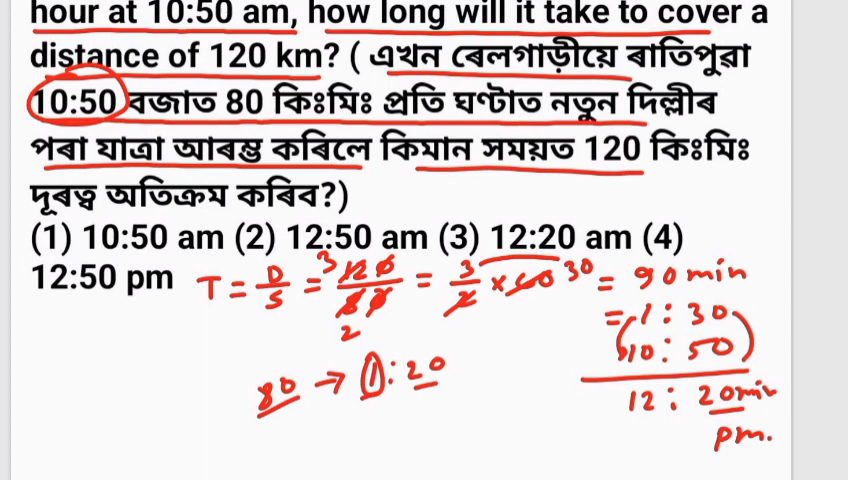 hour at 10:50 am, how long will it take to cover a
distance of 120 km? ( এখন ৰেলগাড়ীয়ে ৰাতিপুৱা
10:50 বজাত 80 কিঃমিঃ প্ৰতি ঘণ্টাত নতুন দিল্লীৰ
পৰা যাত্ৰা আৰম্ভ কৰিলে কিমান সময়ত 120 কিঃমিঃ
দূৰত্ব অতিক্ৰম কৰিব?)
(1) 10:50 am (2) 12:50 am (3) 12:20 am (4)
12:50 pm T = D/S = 3 120/80 2 = 3/2 × 60 30 = 90 min
= 1 : 30
10 : 50
80 → 1 : 20
12 : 20 min
pm.